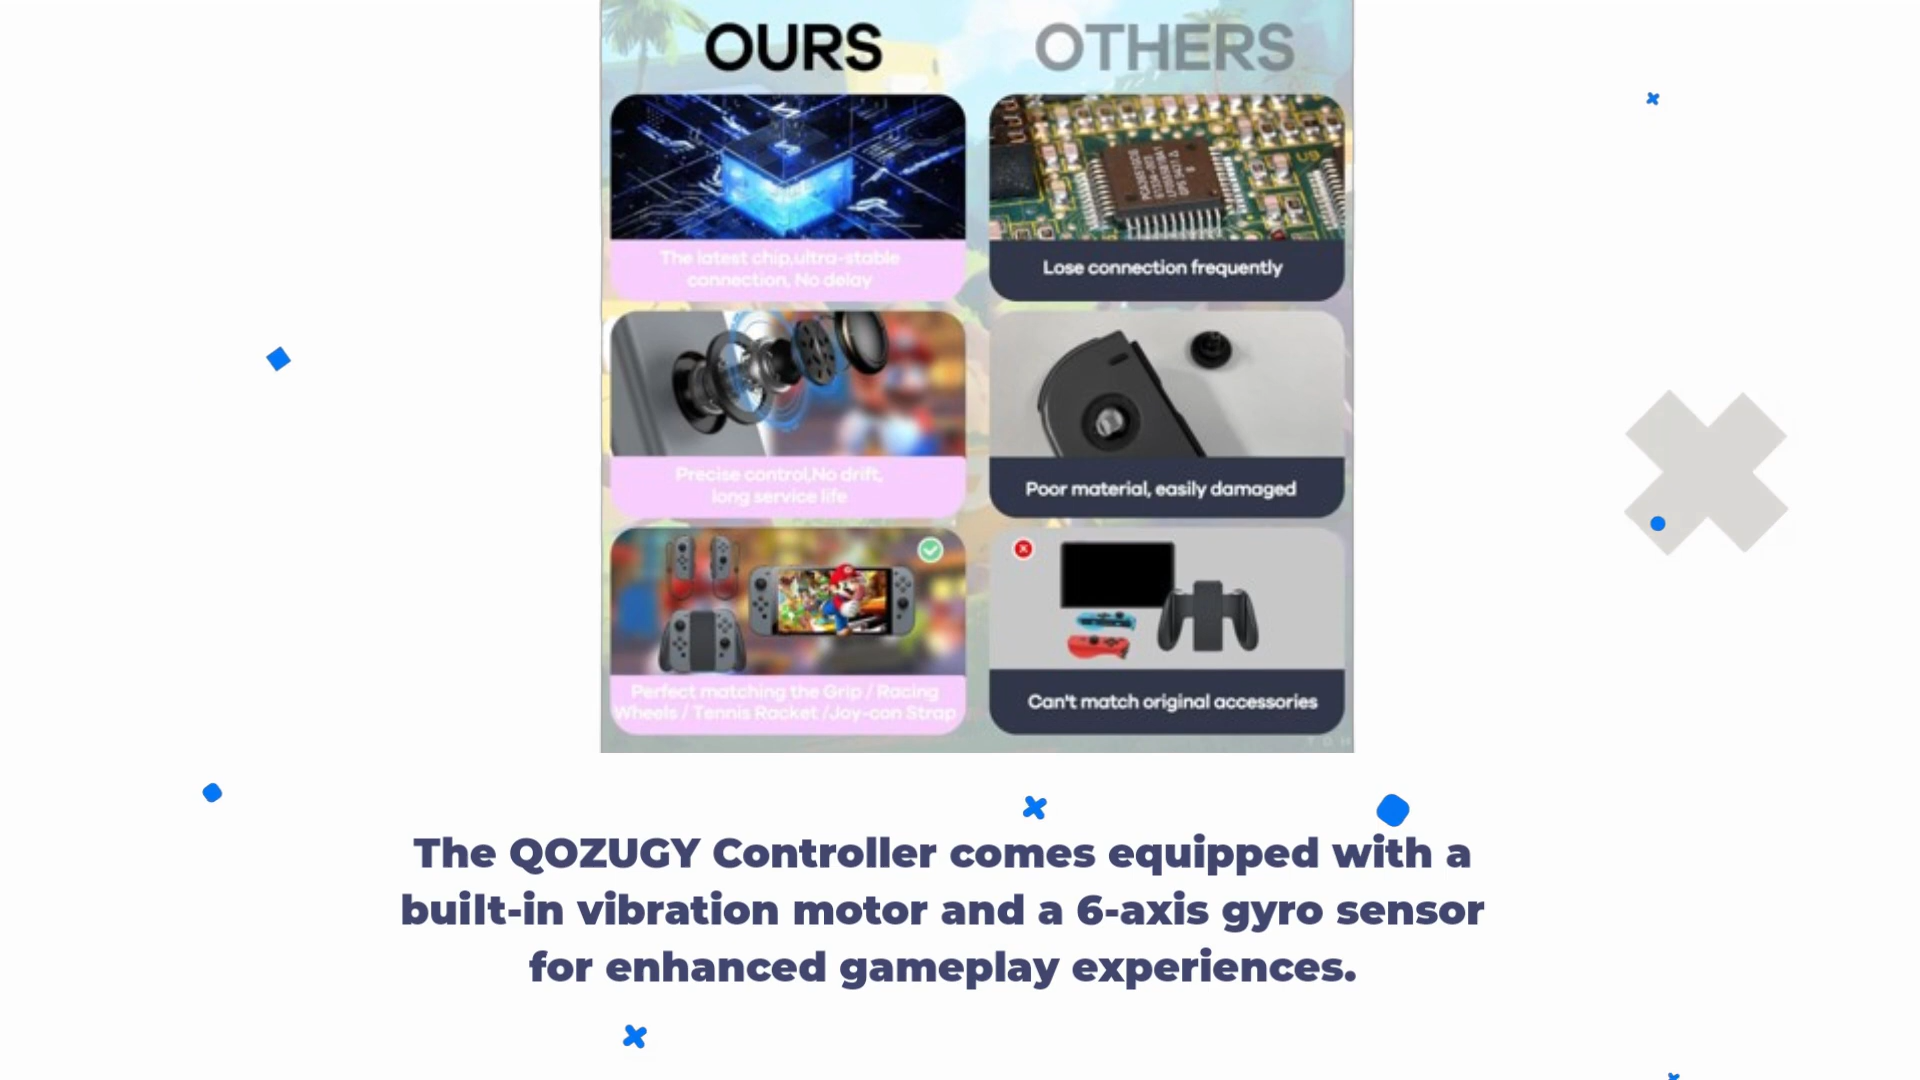 OURS
OTHERS
The latest chip,ultra-stable
connection, No delay
Lose connection frequently
Precise control,No drift,
long service life
Poor material, easily damaged
Perfect matching the Grip / Racing
Wheels / Tennis Racket /Joy-con Strap
Can't match original accessories
The QOZUGY Controller comes equipped with a
built-in vibration motor and a 6-axis gyro sensor
for enhanced gameplay experiences.